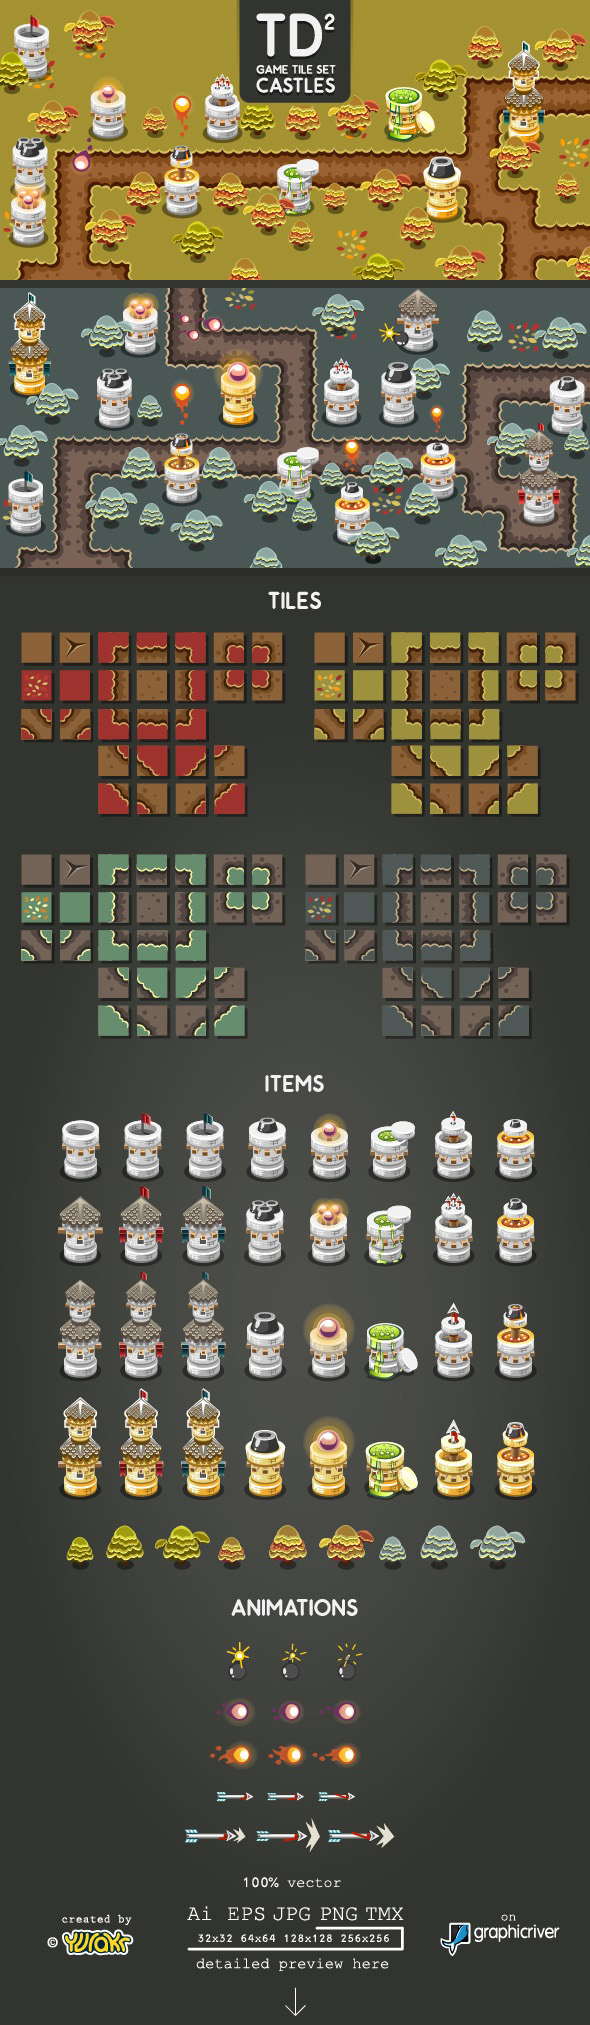 TD²
GAME TILE SET
CASTLES
TILES
ITEMS
ANIMATIONS
100% vector
created by
© YURAKR
Ai EPS JPG PNG TMX
32x32 64x64 128x128 256x256
detailed preview here
on
graphicriver